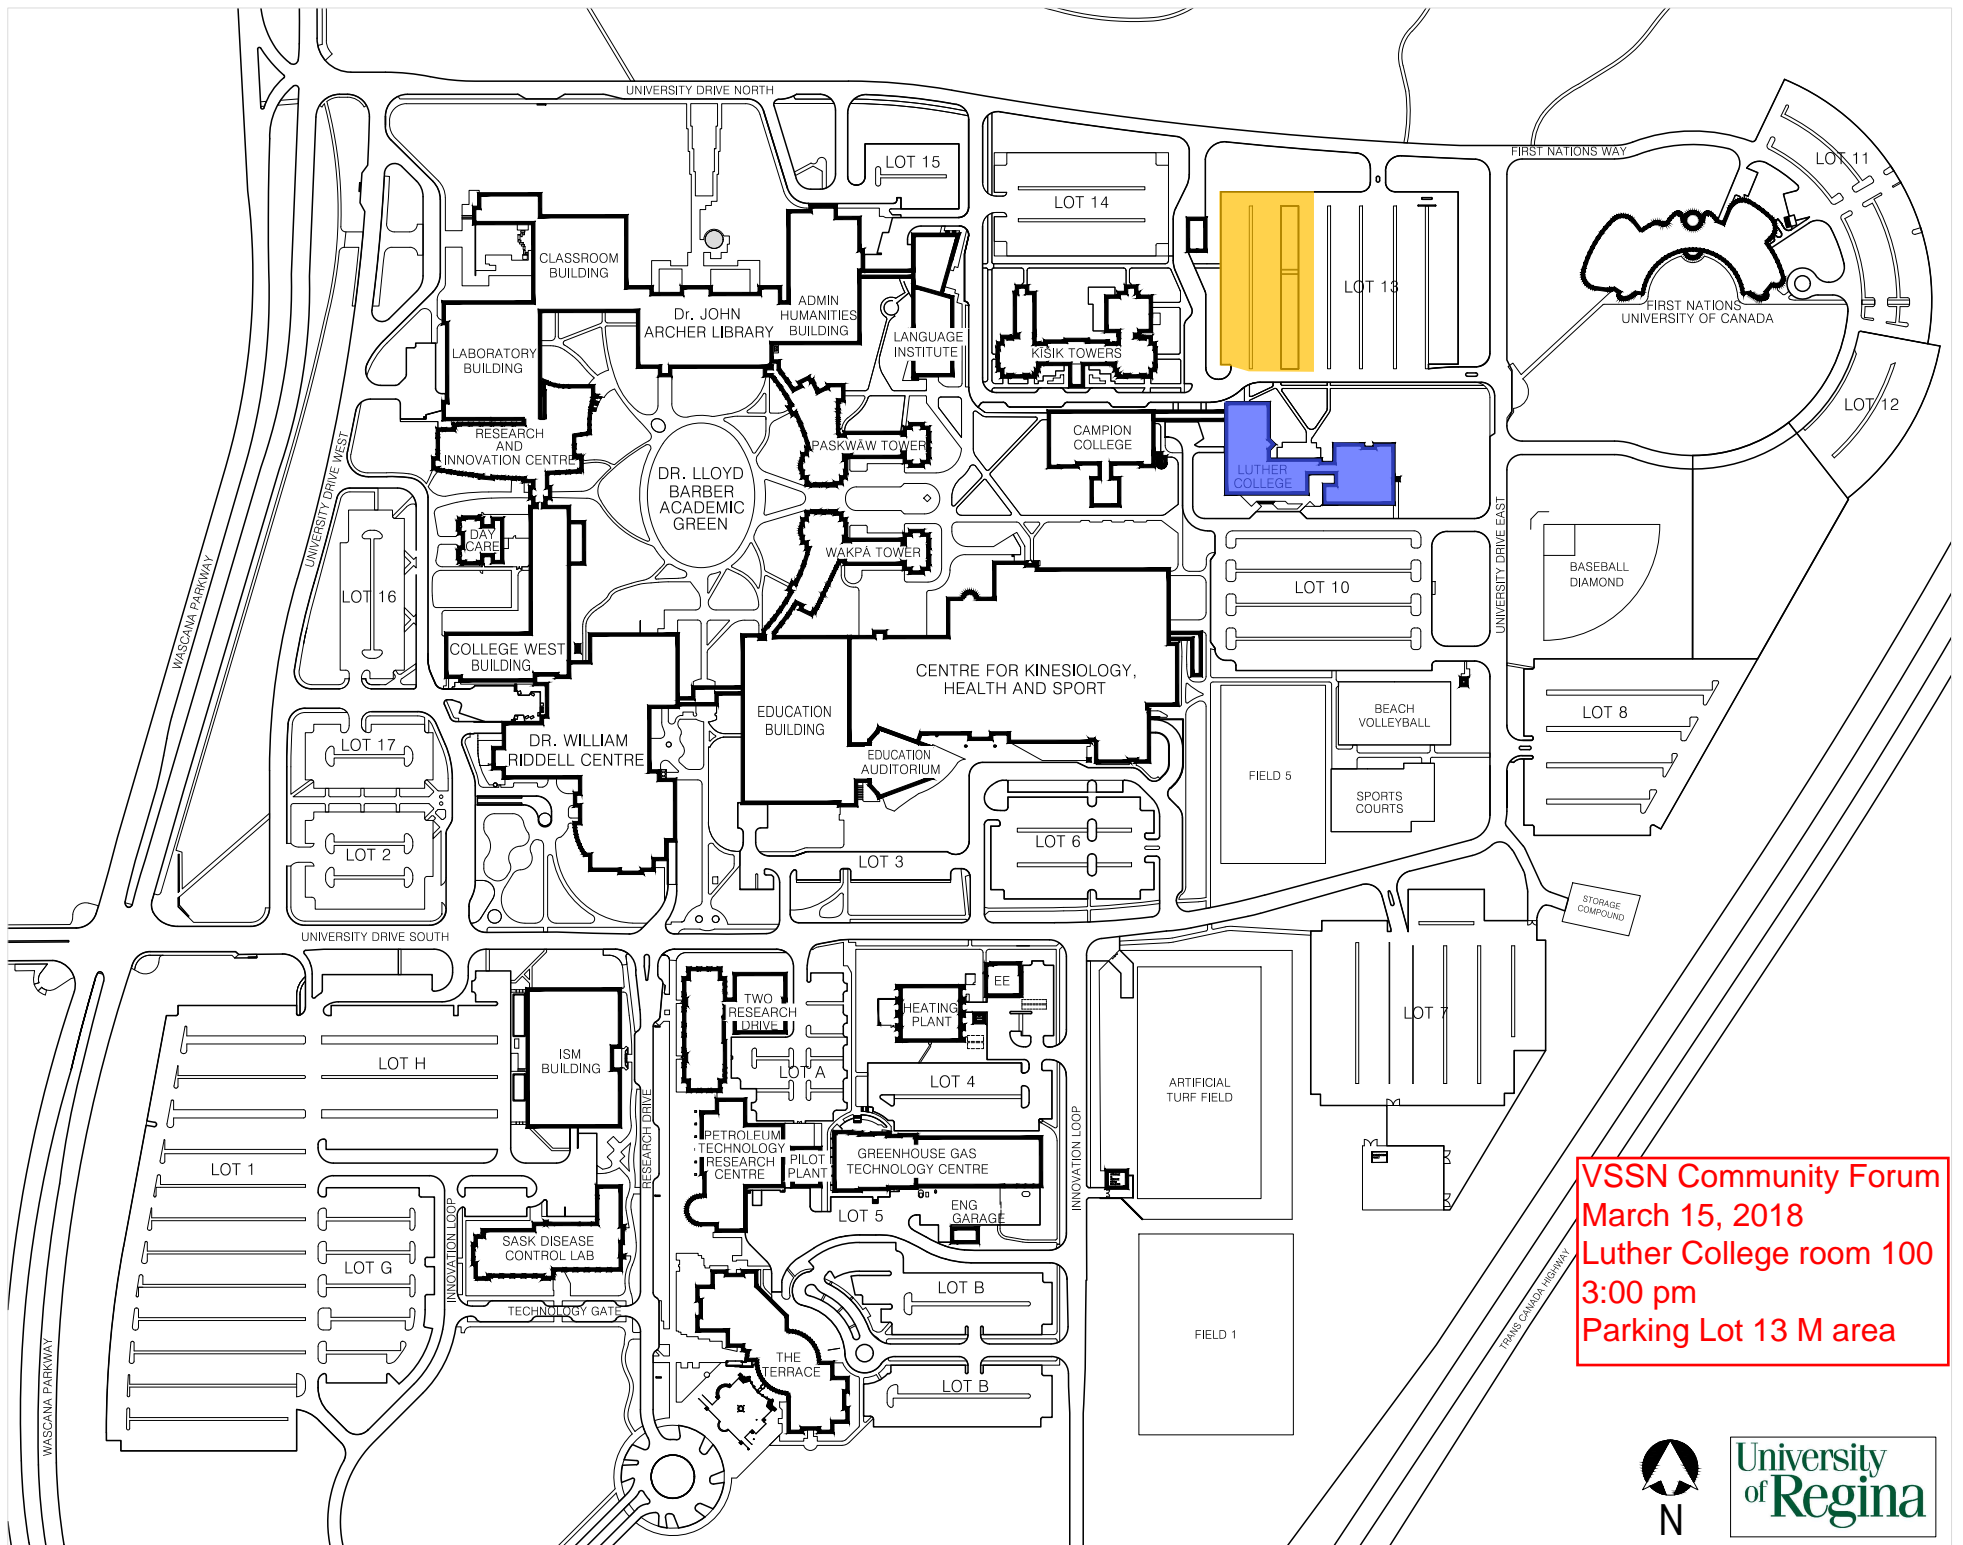 UNIVERSITY DRIVE NORTH
FIRST NATIONS WAY
LOT 11
LOT 15
LOT 14
CLASSROOM
BUILDING
LOT 13
ADMIN
HUMANITIES
BUILDING
Dr. JOHN
ARCHER LIBRARY
FIRST NATIONS
UNIVERSITY OF CANADA
LANGUAGE
INSTITUTE
KĪSIK TOWERS
LABORATORY
BUILDING
LOT 12
RESEARCH
AND
INNOVATION CENTRE
PASKWĀW TOWER
CAMPION
COLLEGE
LUTHER
COLLEGE
DR. LLOYD
BARBER
ACADEMIC
GREEN
UNIVERSITY DRIVE WEST
WASCANA PARKWAY
UNIVERSITY DRIVE EAST
DAY
CARE
WAKPÁ TOWER
LOT 16
LOT 10
BASEBALL
DIAMOND
COLLEGE WEST
BUILDING
CENTRE FOR KINESIOLOGY,
HEALTH AND SPORT
EDUCATION
BUILDING
BEACH
VOLLEYBALL
LOT 8
LOT 17
DR. WILLIAM
RIDDELL CENTRE
EDUCATION
AUDITORIUM
FIELD 5
SPORTS
COURTS
LOT 2
LOT 3
LOT 6
STORAGE
COMPOUND
UNIVERSITY DRIVE SOUTH
TWO
RESEARCH
DRIVE
EE
HEATING
PLANT
LOT 7
ISM
BUILDING
LOT H
LOT A
LOT 4
ARTIFICIAL
TURF FIELD
RESEARCH DRIVE
INNOVATION LOOP
PETROLEUM
TECHNOLOGY
RESEARCH
CENTRE
PILOT
PLANT
GREENHOUSE GAS
TECHNOLOGY CENTRE
LOT 1
LOT 5
ENG
GARAGE
INNOVATION LOOP
SASK DISEASE
CONTROL LAB
LOT G
LOT B
TECHNOLOGY GATE
FIELD 1
THE
TERRACE
LOT B
WASCANA PARKWAY
TRANS CANADA HIGHWAY
VSSN Community Forum
March 15, 2018
Luther College room 100
3:00 pm
Parking Lot 13 M area
N
University
of Regina